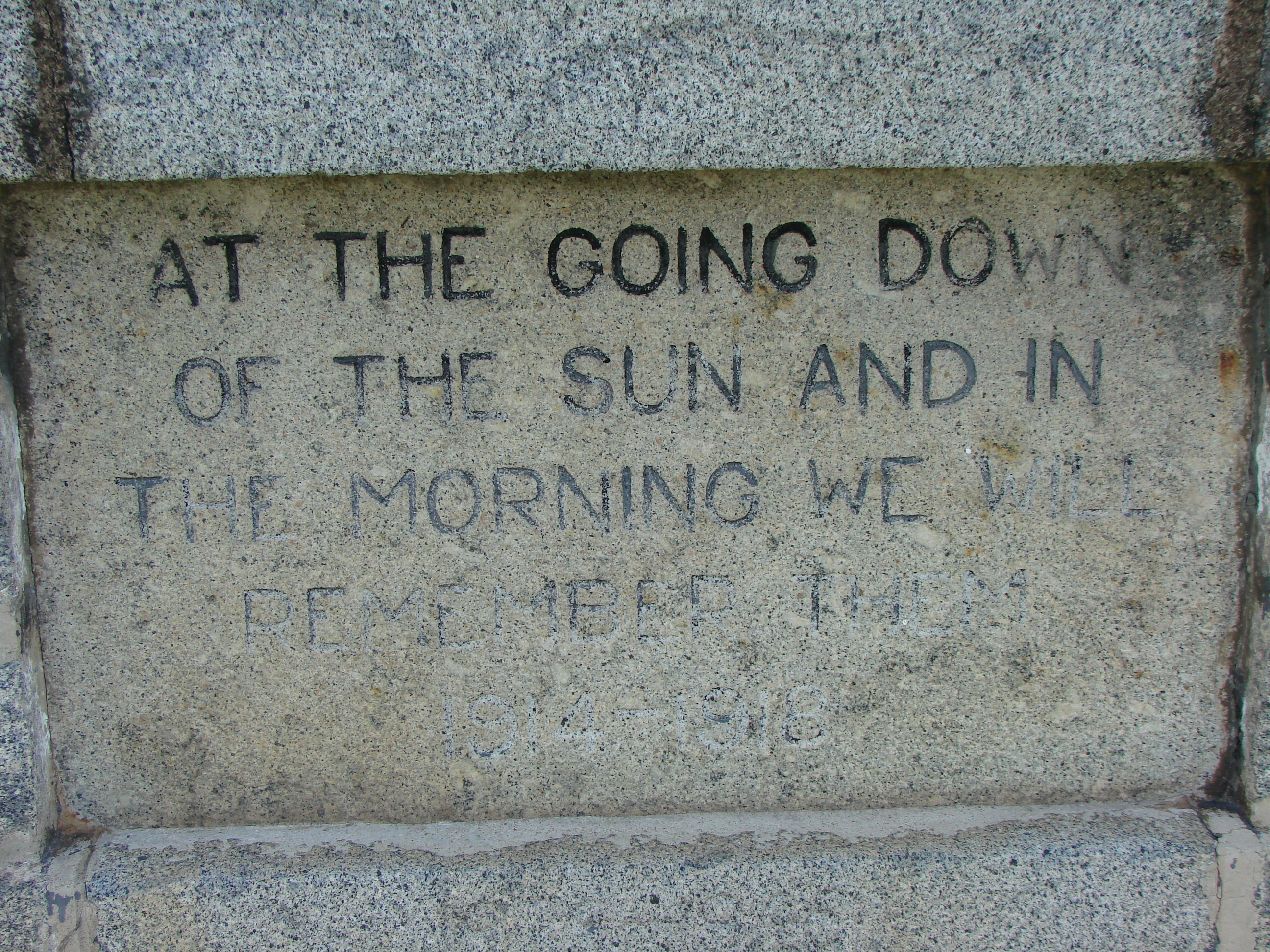 AT THE GOING DOWN
OF THE SUN AND IN
THE MORNING WE WILL
REMEMBER THEM
1914-1918